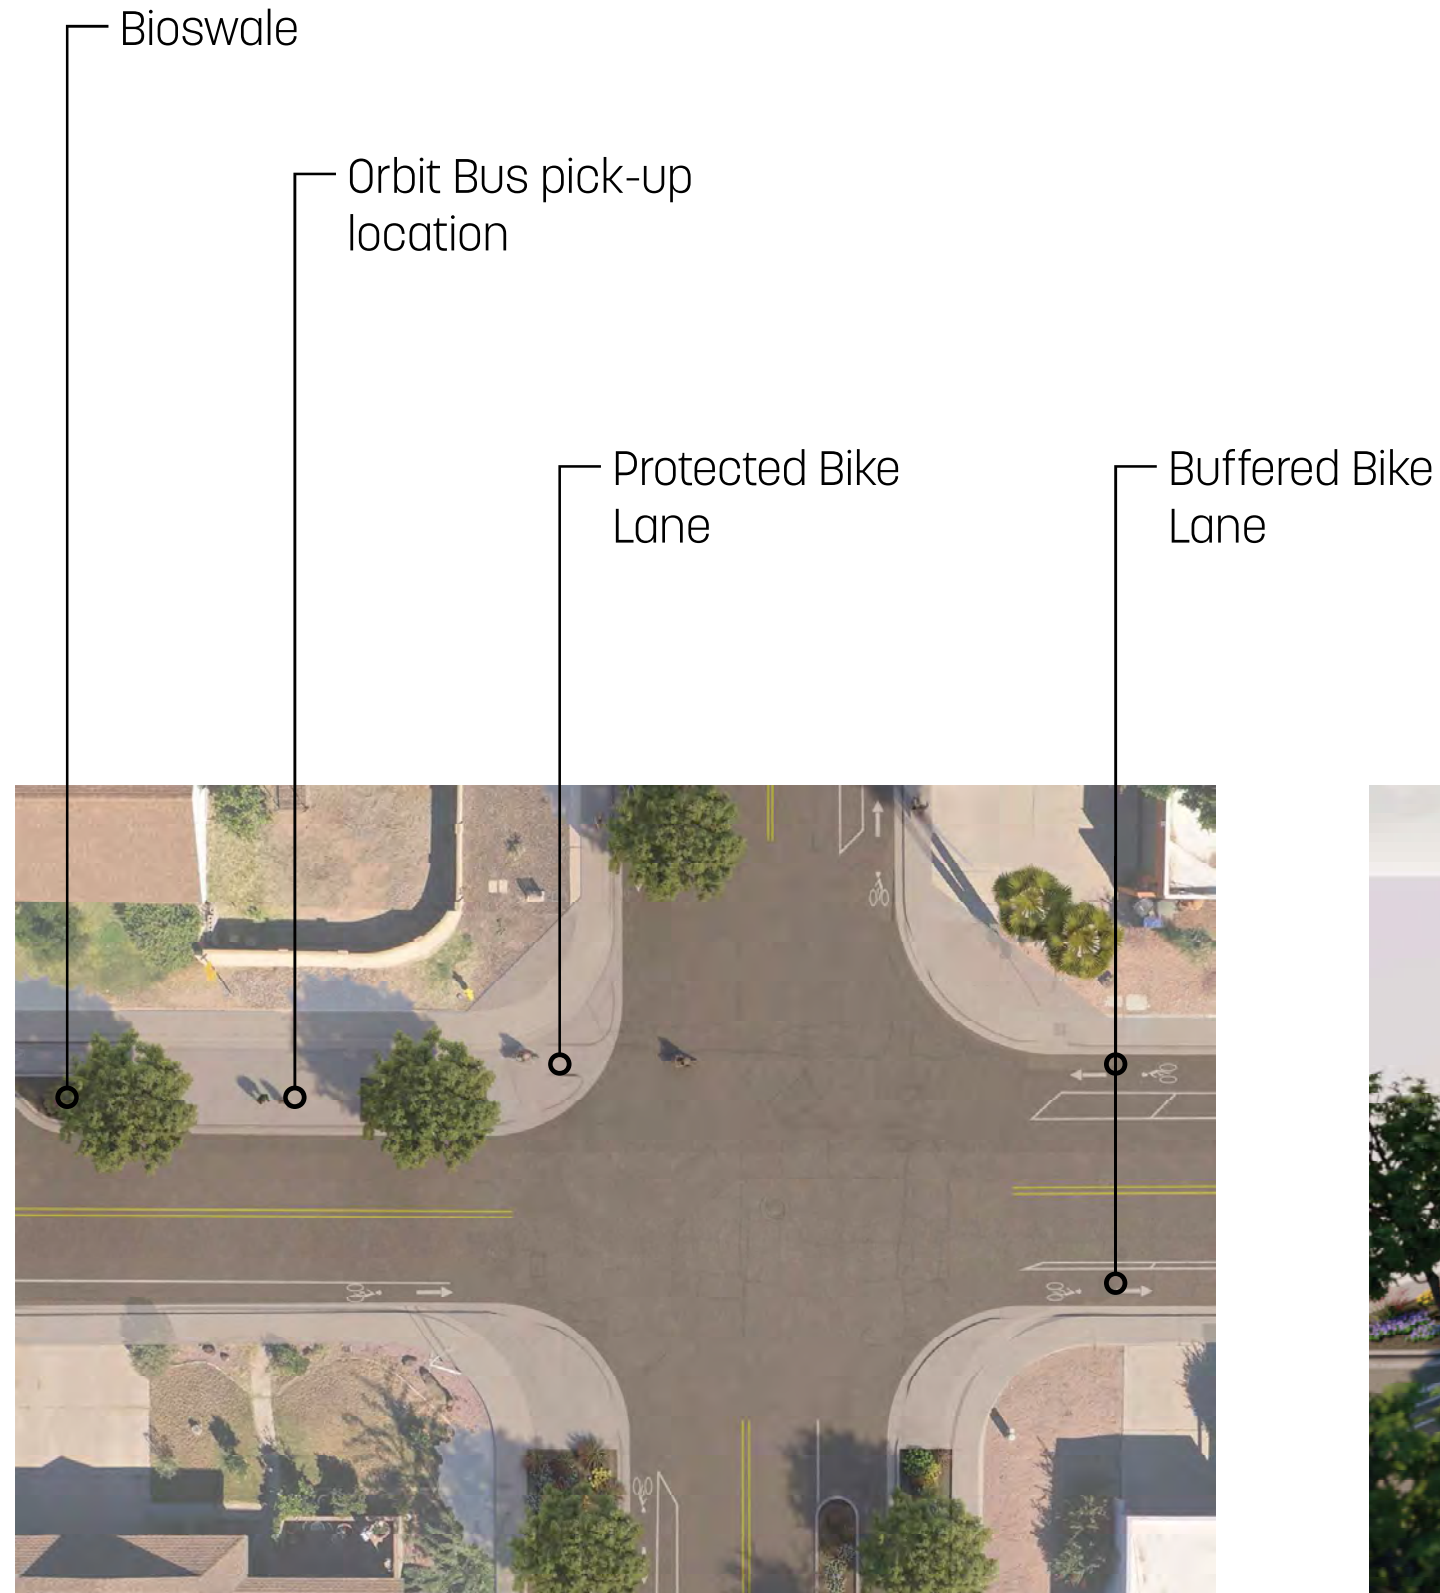 Bioswale
Orbit Bus pick-up
location
Protected Bike
Lane
Buffered Bike
Lane